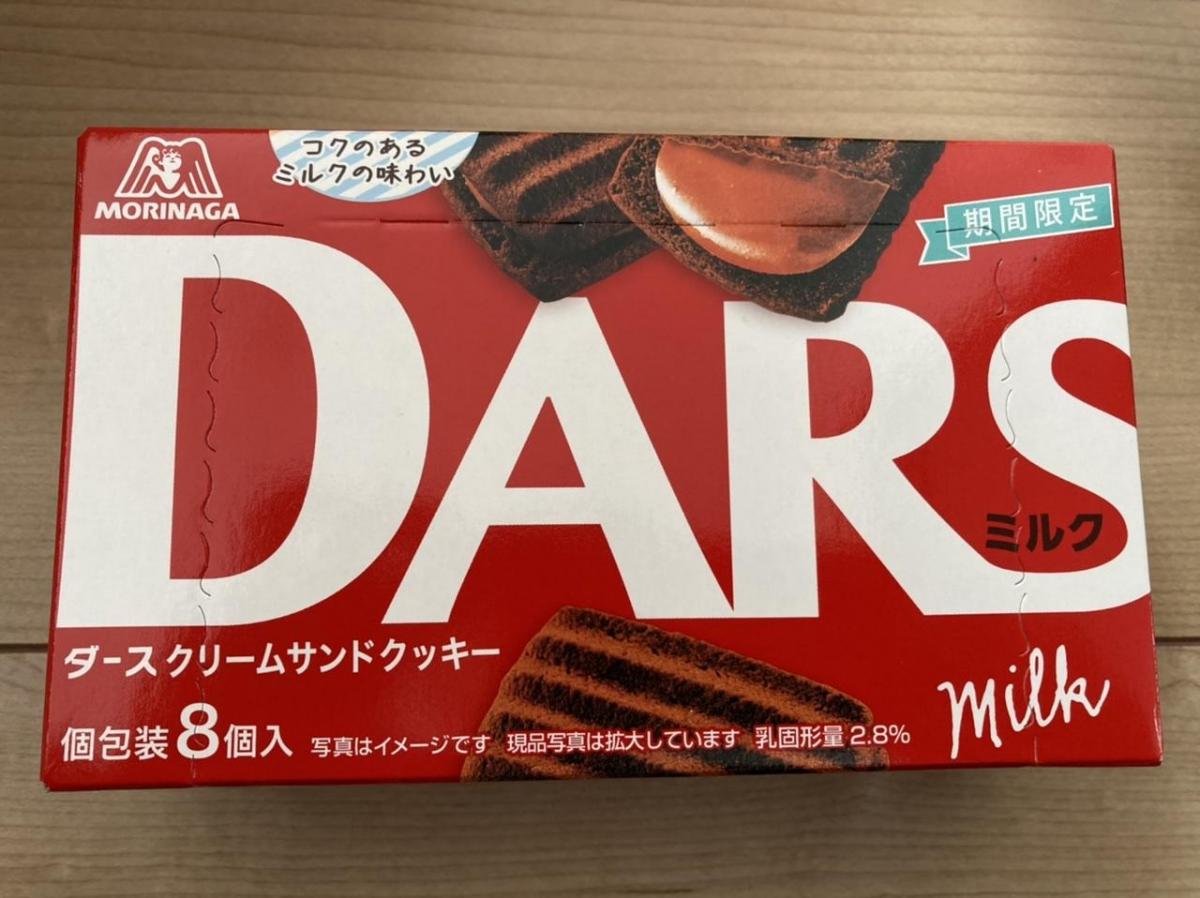 MORINAGA
コクのある
ミルクの味わい
期間限定
DARS
ミルク
ダース クリームサンドクッキー
Milk
個包装8個入 写真はイメージです 現品写真は拡大しています 乳固形量 2.8%